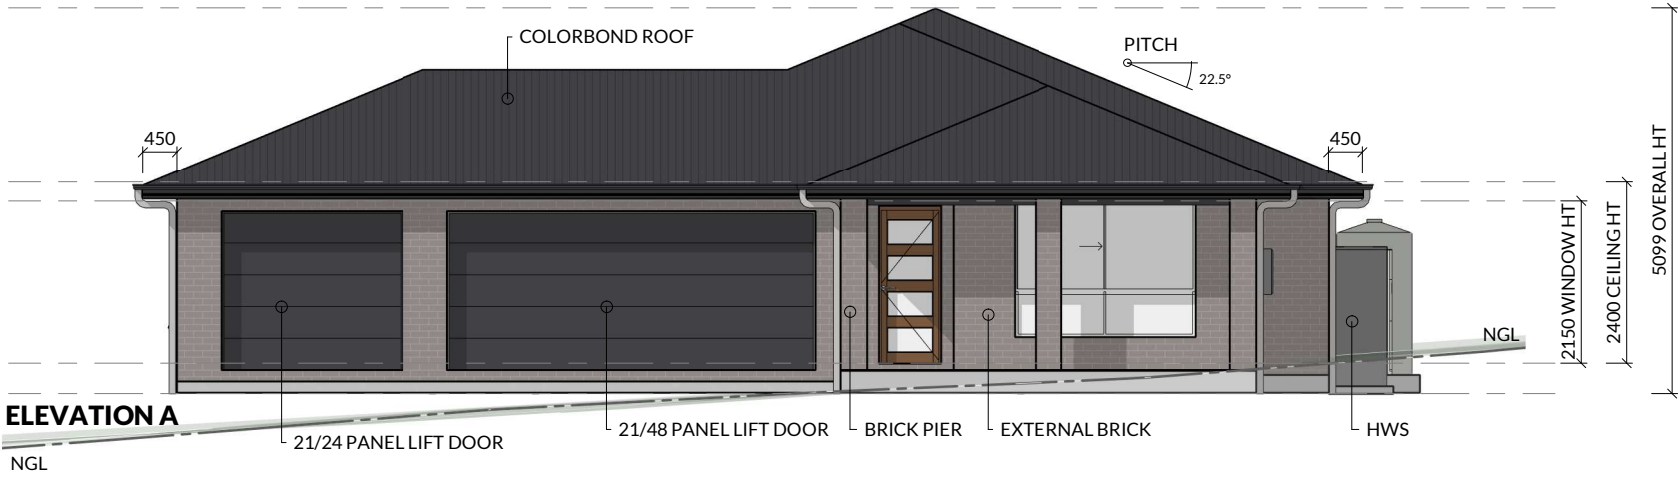 COLORBOND ROOF
PITCH
22.5°
450
450
5099 OVERALL HT
2400 CEILING HT
2150 WINDOW HT
NGL
ELEVATION A
21/24 PANEL LIFT DOOR
21/48 PANEL LIFT DOOR
BRICK PIER
EXTERNAL BRICK
HWS
NGL